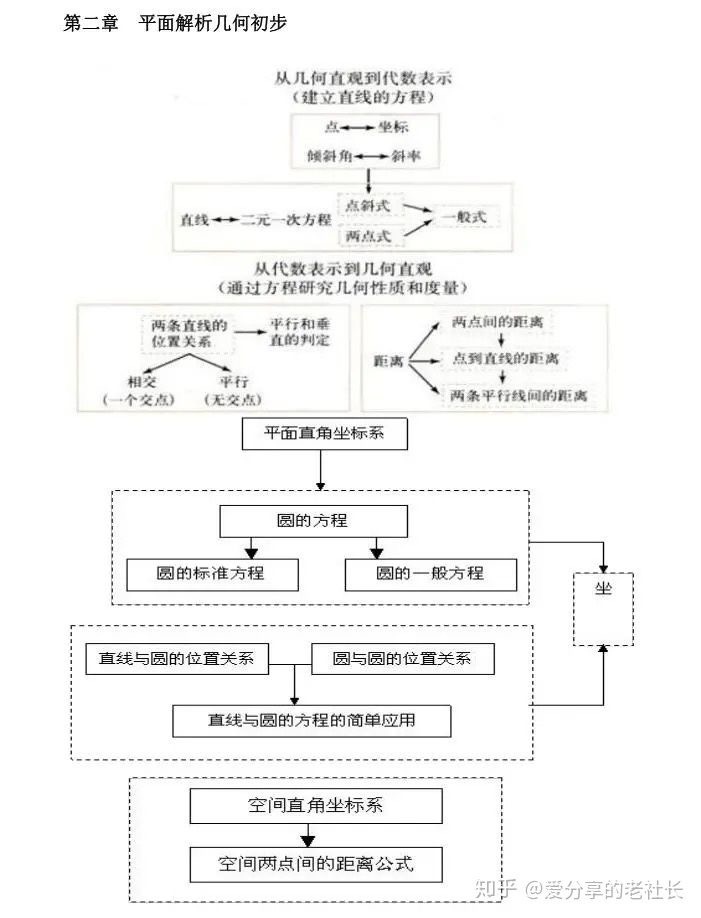 第二章 平面解析几何初步
从几何直观到代数表示
（建立直线的方程）
点 坐标
倾斜角 斜率
直线 二元一次方程
点斜式
两点式
一般式
从代数表示到几何直观
（通过方程研究几何性质和度量）
两条直线的
位置关系
平行和垂
直的判定
相交
（一个交点）
平行
（无交点）
距离
两点间的距离
点到直线的距离
两条平行线间的距离
平面直角坐标系
圆的方程
圆的标准方程
圆的一般方程
坐
直线与圆的位置关系
圆与圆的位置关系
直线与圆的方程的简单应用
空间直角坐标系
空间两点间的距离公式
知乎 @爱分享的老社长